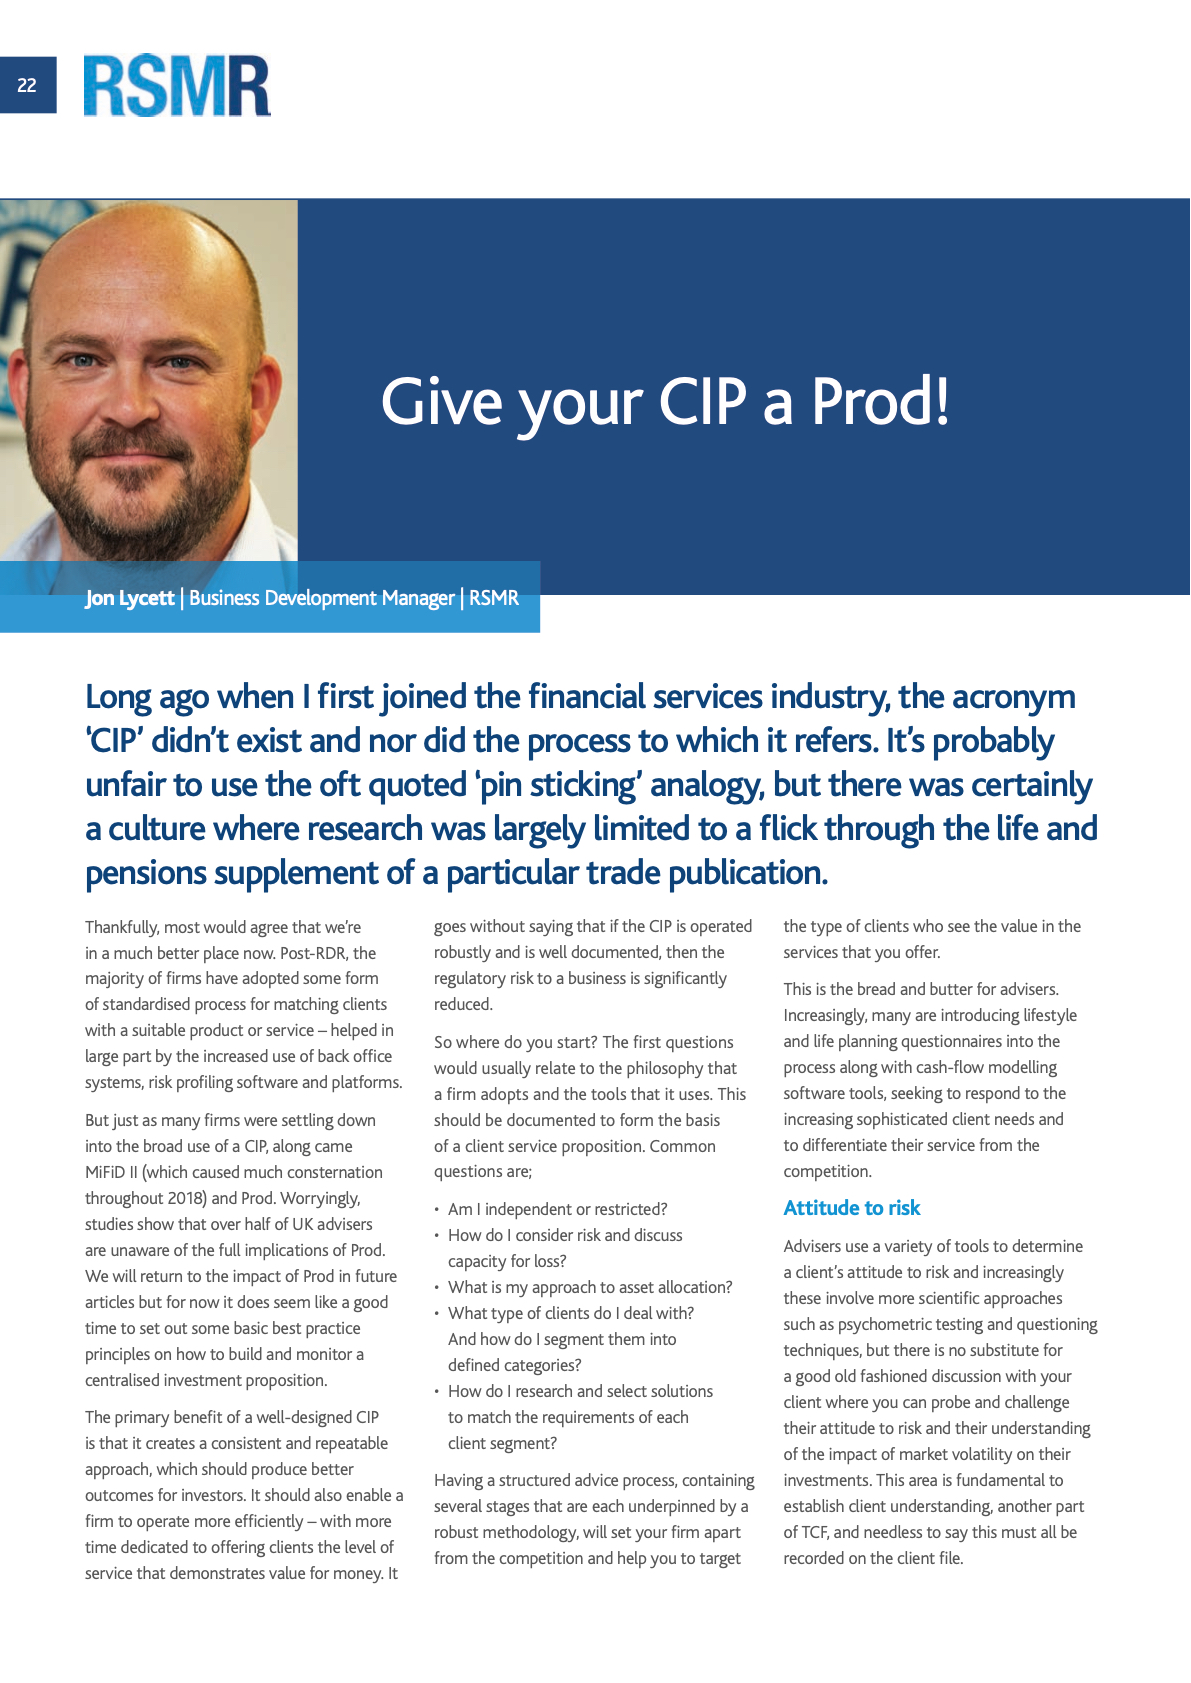 22
RSMR
Give your CIP a Prod!
Jon Lycett | Business Development Manager | RSMR
Long ago when I first joined the financial services industry, the acronym
‘CIP’ didn’t exist and nor did the process to which it refers. It’s probably
unfair to use the oft quoted ‘pin sticking’ analogy, but there was certainly
a culture where research was largely limited to a flick through the life and
pensions supplement of a particular trade publication.
Thankfully, most would agree that we’re
in a much better place now. Post-RDR, the
majority of firms have adopted some form
of standardised process for matching clients
with a suitable product or service – helped in
large part by the increased use of back office
systems, risk profiling software and platforms.
But just as many firms were settling down
into the broad use of a CIP, along came
MiFiD II (which caused much consternation
throughout 2018) and Prod. Worryingly,
studies show that over half of UK advisers
are unaware of the full implications of Prod.
We will return to the impact of Prod in future
articles but for now it does seem like a good
time to set out some basic best practice
principles on how to build and monitor a
centralised investment proposition.
The primary benefit of a well-designed CIP
is that it creates a consistent and repeatable
approach, which should produce better
outcomes for investors. It should also enable a
firm to operate more efficiently – with more
time dedicated to offering clients the level of
service that demonstrates value for money. It
goes without saying that if the CIP is operated
robustly and is well documented, then the
regulatory risk to a business is significantly
reduced.
So where do you start? The first questions
would usually relate to the philosophy that
a firm adopts and the tools that it uses. This
should be documented to form the basis
of a client service proposition. Common
questions are;
• Am I independent or restricted?
• How do I consider risk and discuss
capacity for loss?
• What is my approach to asset allocation?
• What type of clients do I deal with?
And how do I segment them into
defined categories?
• How do I research and select solutions
to match the requirements of each
client segment?
Having a structured advice process, containing
several stages that are each underpinned by a
robust methodology, will set your firm apart
from the competition and help you to target
the type of clients who see the value in the
services that you offer.
This is the bread and butter for advisers.
Increasingly, many are introducing lifestyle
and life planning questionnaires into the
process along with cash-flow modelling
software tools, seeking to respond to the
increasing sophisticated client needs and
to differentiate their service from the
competition.
Attitude to risk
Advisers use a variety of tools to determine
a client’s attitude to risk and increasingly
these involve more scientific approaches
such as psychometric testing and questioning
techniques, but there is no substitute for
a good old fashioned discussion with your
client where you can probe and challenge
their attitude to risk and their understanding
of the impact of market volatility on their
investments. This area is fundamental to
establish client understanding, another part
of TCF, and needless to say this must all be
recorded on the client file.